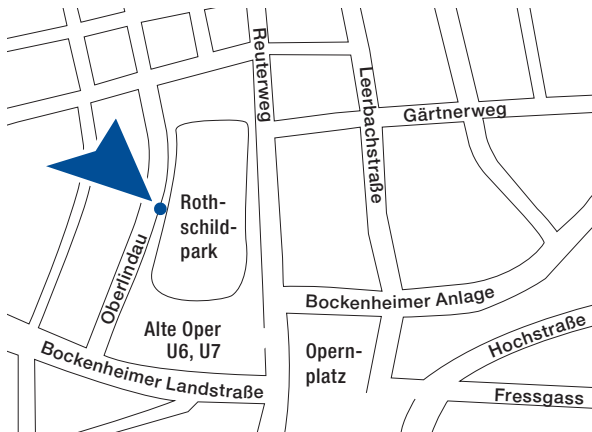 Reuterweg
Leerbachstraße
Gärtnerweg
Roth-
schild-
park
Oberlindau
Bockenheimer Anlage
Alte Oper
U6, U7
Hochstraße
Opern-
platz
Bockenheimer Landstraße
Fressgass